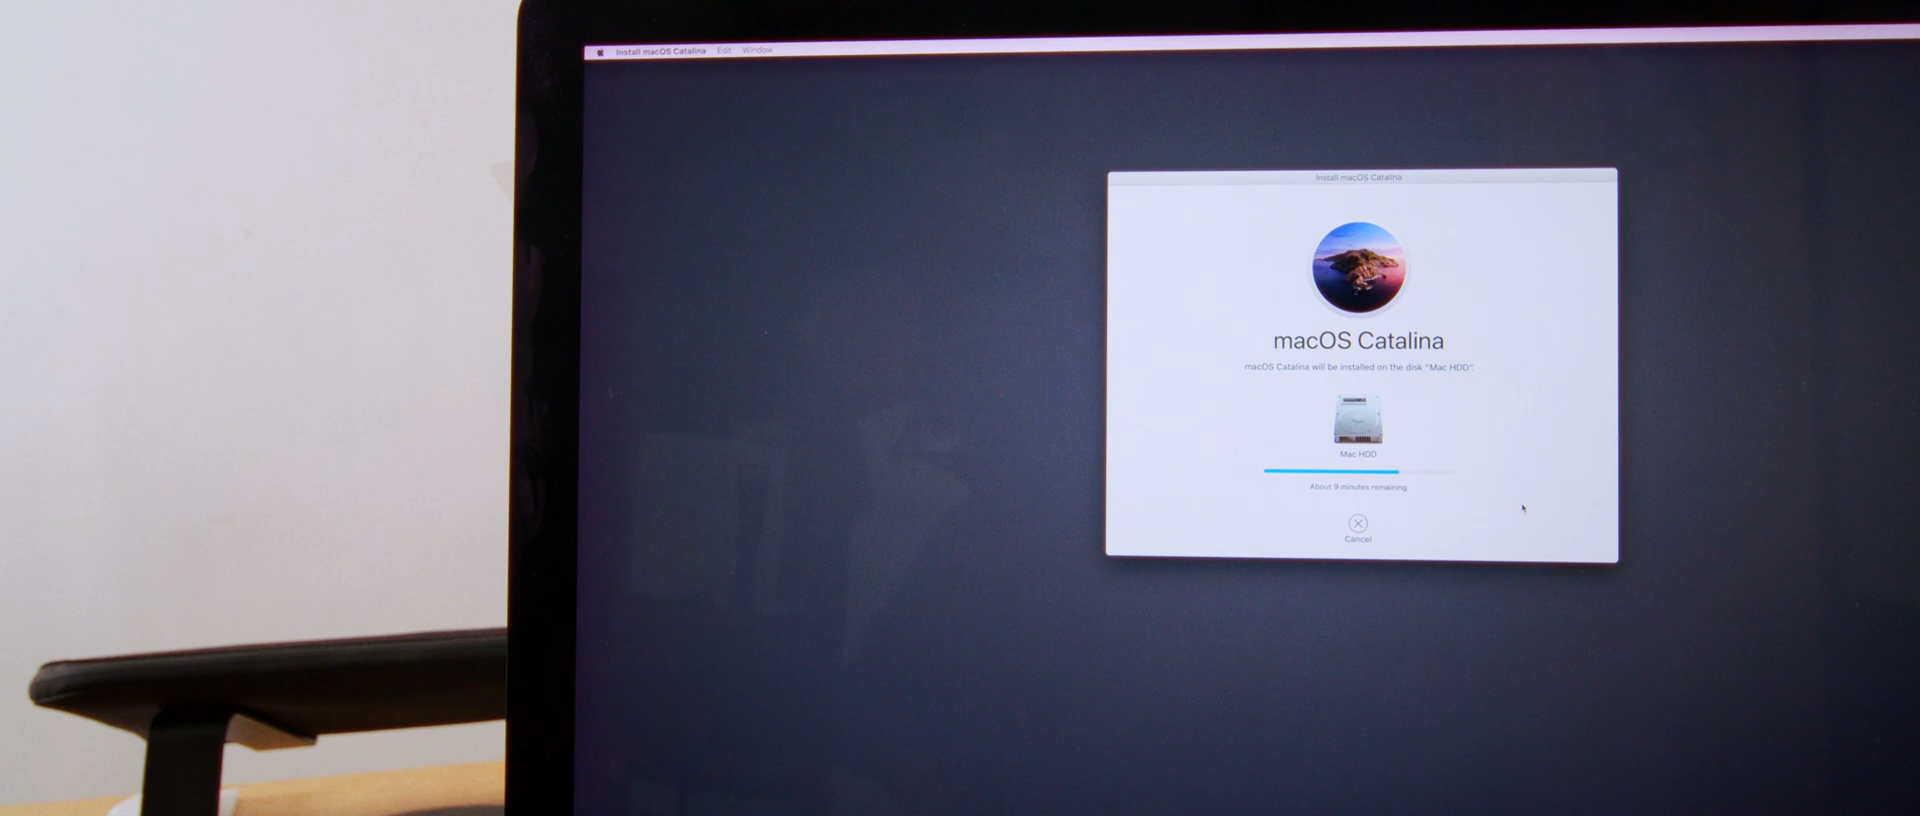 Install macOS Catalina Edit Window
Install macOS Catalina
macOS Catalina
macOS Catalina will be installed on the disk "Mac HDD".
Mac HDD
About 9 minutes remaining
Cancel